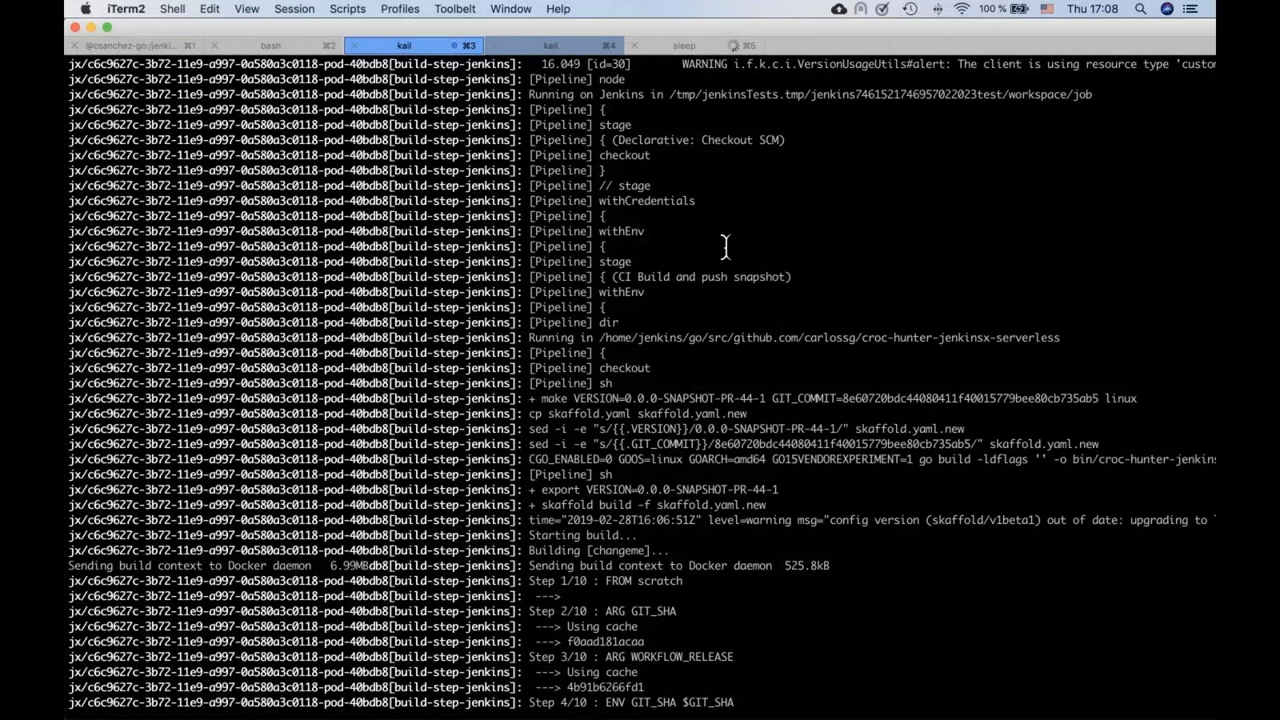 iTerm2 Shell Edit View Session Scripts Profiles Toolbelt Window Help 100 % Thu 17:08
@csanchez-go:/jenki... ⌘1 bash ⌘2 kail ⌘3 kail ⌘4 sleep ⌘5
jx/c6c9627c-3b72-11e9-a997-0a580a3c0118-pod-40bdb8[build-step-jenkins]: 16.049 [id=30] WARNING i.f.k.c.i.VersionUsageUtils#alert: The client is using resource type 'custom
jx/c6c9627c-3b72-11e9-a997-0a580a3c0118-pod-40bdb8[build-step-jenkins]: [Pipeline] node
jx/c6c9627c-3b72-11e9-a997-0a580a3c0118-pod-40bdb8[build-step-jenkins]: Running on Jenkins in /tmp/jenkinsTests.tmp/jenkins7461521746957022023test/workspace/job
jx/c6c9627c-3b72-11e9-a997-0a580a3c0118-pod-40bdb8[build-step-jenkins]: [Pipeline] {
jx/c6c9627c-3b72-11e9-a997-0a580a3c0118-pod-40bdb8[build-step-jenkins]: [Pipeline] stage
jx/c6c9627c-3b72-11e9-a997-0a580a3c0118-pod-40bdb8[build-step-jenkins]: [Pipeline] { (Declarative: Checkout SCM)
jx/c6c9627c-3b72-11e9-a997-0a580a3c0118-pod-40bdb8[build-step-jenkins]: [Pipeline] checkout
jx/c6c9627c-3b72-11e9-a997-0a580a3c0118-pod-40bdb8[build-step-jenkins]: [Pipeline] }
jx/c6c9627c-3b72-11e9-a997-0a580a3c0118-pod-40bdb8[build-step-jenkins]: [Pipeline] // stage
jx/c6c9627c-3b72-11e9-a997-0a580a3c0118-pod-40bdb8[build-step-jenkins]: [Pipeline] withCredentials
jx/c6c9627c-3b72-11e9-a997-0a580a3c0118-pod-40bdb8[build-step-jenkins]: [Pipeline] {
jx/c6c9627c-3b72-11e9-a997-0a580a3c0118-pod-40bdb8[build-step-jenkins]: [Pipeline] withEnv
jx/c6c9627c-3b72-11e9-a997-0a580a3c0118-pod-40bdb8[build-step-jenkins]: [Pipeline] {
jx/c6c9627c-3b72-11e9-a997-0a580a3c0118-pod-40bdb8[build-step-jenkins]: [Pipeline] stage
jx/c6c9627c-3b72-11e9-a997-0a580a3c0118-pod-40bdb8[build-step-jenkins]: [Pipeline] { (CI Build and push snapshot)
jx/c6c9627c-3b72-11e9-a997-0a580a3c0118-pod-40bdb8[build-step-jenkins]: [Pipeline] withEnv
jx/c6c9627c-3b72-11e9-a997-0a580a3c0118-pod-40bdb8[build-step-jenkins]: [Pipeline] {
jx/c6c9627c-3b72-11e9-a997-0a580a3c0118-pod-40bdb8[build-step-jenkins]: [Pipeline] dir
jx/c6c9627c-3b72-11e9-a997-0a580a3c0118-pod-40bdb8[build-step-jenkins]: Running in /home/jenkins/go/src/github.com/carlossg/croc-hunter-jenkinsx-serverless
jx/c6c9627c-3b72-11e9-a997-0a580a3c0118-pod-40bdb8[build-step-jenkins]: [Pipeline] {
jx/c6c9627c-3b72-11e9-a997-0a580a3c0118-pod-40bdb8[build-step-jenkins]: [Pipeline] checkout
jx/c6c9627c-3b72-11e9-a997-0a580a3c0118-pod-40bdb8[build-step-jenkins]: [Pipeline] sh
jx/c6c9627c-3b72-11e9-a997-0a580a3c0118-pod-40bdb8[build-step-jenkins]: + make VERSION=0.0.0-SNAPSHOT-PR-44-1 GIT_COMMIT=8e60720bdc44080411f40015779bee80cb735ab5 linux
jx/c6c9627c-3b72-11e9-a997-0a580a3c0118-pod-40bdb8[build-step-jenkins]: cp skaffold.yaml skaffold.yaml.new
jx/c6c9627c-3b72-11e9-a997-0a580a3c0118-pod-40bdb8[build-step-jenkins]: sed -i -e "s/{{.VERSION}}/0.0.0-SNAPSHOT-PR-44-1/" skaffold.yaml.new
jx/c6c9627c-3b72-11e9-a997-0a580a3c0118-pod-40bdb8[build-step-jenkins]: sed -i -e "s/{{.GIT_COMMIT}}/8e60720bdc44080411f40015779bee80cb735ab5/" skaffold.yaml.new
jx/c6c9627c-3b72-11e9-a997-0a580a3c0118-pod-40bdb8[build-step-jenkins]: CGO_ENABLED=0 GOOS=linux GOARCH=amd64 GO15VENDOREXPERIMENT=1 go build -ldflags '' -o bin/croc-hunter-jenkins
jx/c6c9627c-3b72-11e9-a997-0a580a3c0118-pod-40bdb8[build-step-jenkins]: [Pipeline] sh
jx/c6c9627c-3b72-11e9-a997-0a580a3c0118-pod-40bdb8[build-step-jenkins]: + export VERSION=0.0.0-SNAPSHOT-PR-44-1
jx/c6c9627c-3b72-11e9-a997-0a580a3c0118-pod-40bdb8[build-step-jenkins]: + skaffold build -f skaffold.yaml.new
jx/c6c9627c-3b72-11e9-a997-0a580a3c0118-pod-40bdb8[build-step-jenkins]: time="2019-02-28T16:06:51Z" level=warning msg="config version (skaffold/v1beta1) out of date: upgrading to `
jx/c6c9627c-3b72-11e9-a997-0a580a3c0118-pod-40bdb8[build-step-jenkins]: Starting build...
jx/c6c9627c-3b72-11e9-a997-0a580a3c0118-pod-40bdb8[build-step-jenkins]: Building [changeme]...
Sending build context to Docker daemon 6.99MBdb8[build-step-jenkins]: Sending build context to Docker daemon 525.8kB
jx/c6c9627c-3b72-11e9-a997-0a580a3c0118-pod-40bdb8[build-step-jenkins]: Step 1/10 : FROM scratch
jx/c6c9627c-3b72-11e9-a997-0a580a3c0118-pod-40bdb8[build-step-jenkins]: --->
jx/c6c9627c-3b72-11e9-a997-0a580a3c0118-pod-40bdb8[build-step-jenkins]: Step 2/10 : ARG GIT_SHA
jx/c6c9627c-3b72-11e9-a997-0a580a3c0118-pod-40bdb8[build-step-jenkins]: ---> Using cache
jx/c6c9627c-3b72-11e9-a997-0a580a3c0118-pod-40bdb8[build-step-jenkins]: ---> f0aad181acaa
jx/c6c9627c-3b72-11e9-a997-0a580a3c0118-pod-40bdb8[build-step-jenkins]: Step 3/10 : ARG WORKFLOW_RELEASE
jx/c6c9627c-3b72-11e9-a997-0a580a3c0118-pod-40bdb8[build-step-jenkins]: ---> Using cache
jx/c6c9627c-3b72-11e9-a997-0a580a3c0118-pod-40bdb8[build-step-jenkins]: ---> 4b91b6266fd1
jx/c6c9627c-3b72-11e9-a997-0a580a3c0118-pod-40bdb8[build-step-jenkins]: Step 4/10 : ENV GIT_SHA $GIT_SHA